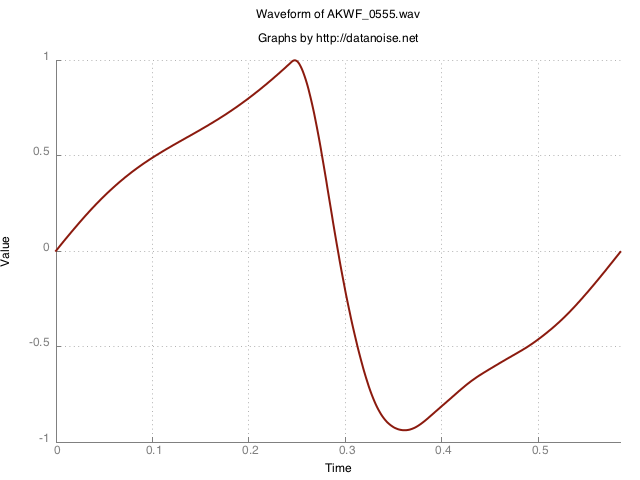 Waveform of AKWF_0555.wav
Graphs by http://datanoise.net
1
0.5
0
-0.5
-1
Value
0 0.1 0.2 0.3 0.4 0.5
Time